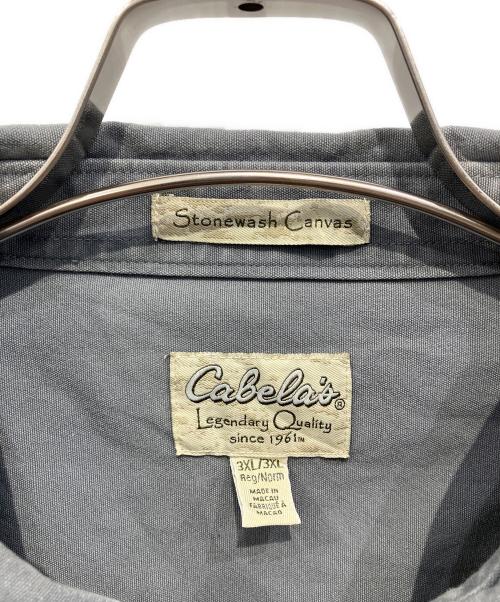 Stonewash Canvas
Cabela's®
Legendary Quality
since 1961™
3XL/3XL
Reg/Norm
MADE IN
MACAU
FABRIQUÉ À
MACAO